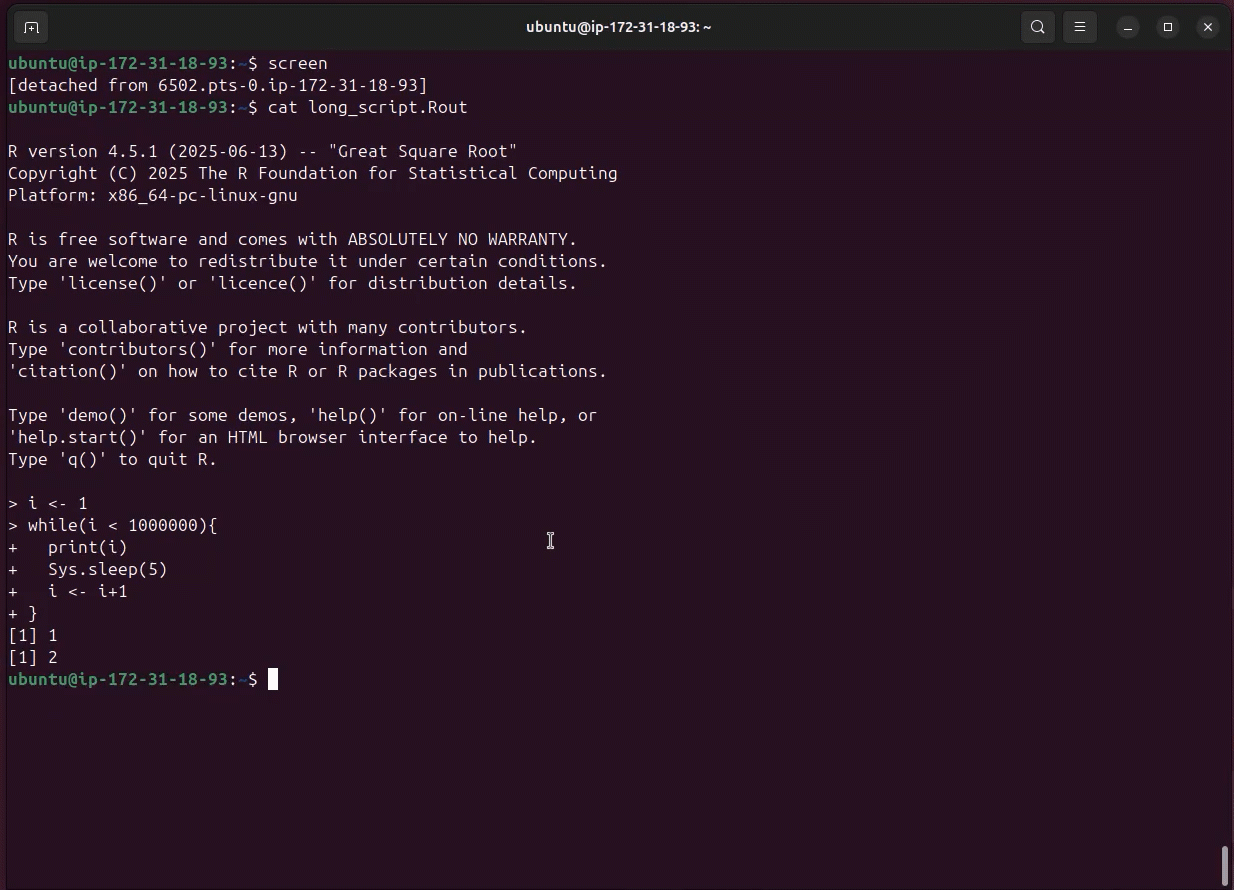 ubuntu@ip-172-31-18-93: ~
ubuntu@ip-172-31-18-93:~$ screen
[detached from 6502.pts-0.ip-172-31-18-93]
ubuntu@ip-172-31-18-93:~$ cat long_script.Rout
R version 4.5.1 (2025-06-13) -- "Great Square Root"
Copyright (C) 2025 The R Foundation for Statistical Computing
Platform: x86_64-pc-linux-gnu
R is free software and comes with ABSOLUTELY NO WARRANTY.
You are welcome to redistribute it under certain conditions.
Type 'license()' or 'licence()' for distribution details.
R is a collaborative project with many contributors.
Type 'contributors()' for more information and
'citation()' on how to cite R or R packages in publications.
Type 'demo()' for some demos, 'help()' for on-line help, or
'help.start()' for an HTML browser interface to help.
Type 'q()' to quit R.
> i <- 1
> while(i < 1000000){
+   print(i)
+   Sys.sleep(5)
+   i <- i+1
+ }
[1] 1
[1] 2
ubuntu@ip-172-31-18-93:~$